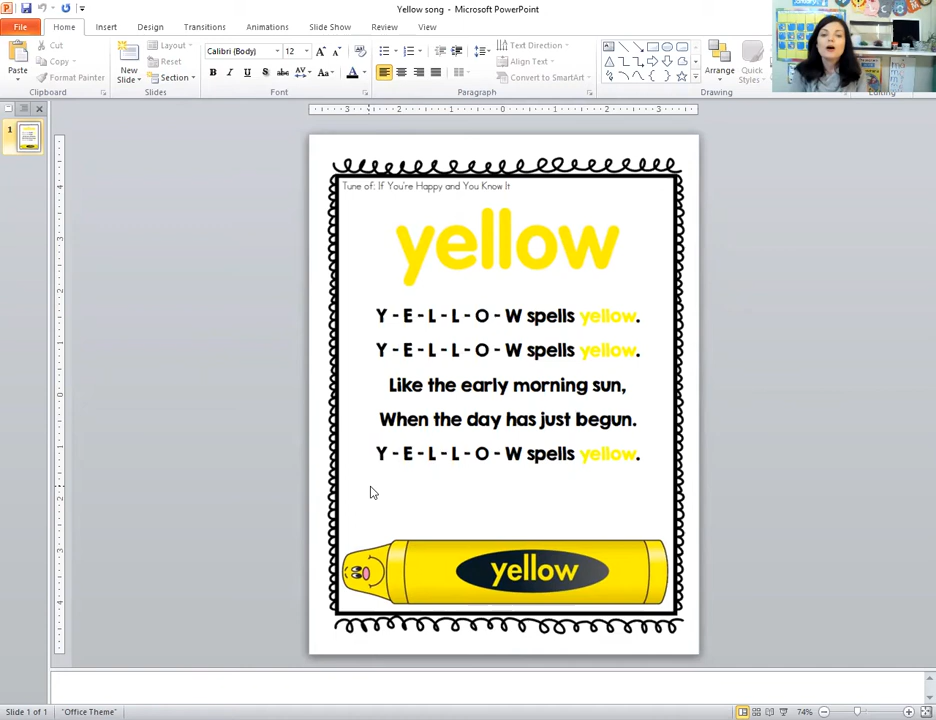 Yellow song - Microsoft PowerPoint
File Home Insert Design Transitions Animations Slide Show Review View
Cut
Copy
Format Painter
Paste
Clipboard
New
Slides
Layout
Reset
Section
Slides
Calibri (Body) 12
Font
Text Direction
Align Text
Convert to SmartArt
Paragraph
Arrange
Quick
Styles
Drawing
Editing
1
Tune of: If You're Happy and You Know It
yellow
Y - E - L - L - O - W spells yellow.
Y - E - L - L - O - W spells yellow.
Like the early morning sun,
When the day has just begun.
Y - E - L - L - O - W spells yellow.
yellow
Slide 1 of 1 "Office Theme" 74%